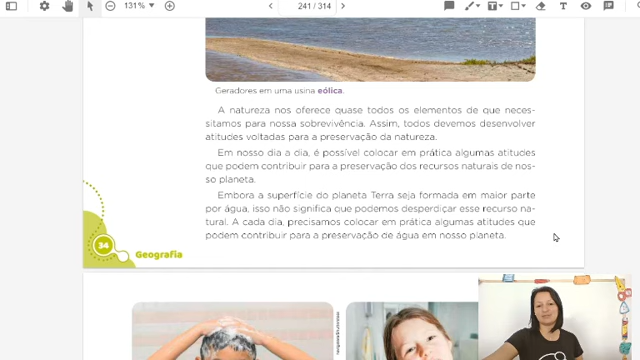 131%
241 / 314
Geradores em uma usina eólica.
A natureza nos oferece quase todos os elementos de que neces-
sitamos para nossa sobrevivência. Assim, todos devemos desenvolver
atitudes voltadas para a preservação da natureza.
Em nosso dia a dia, é possível colocar em prática algumas atitudes
que podem contribuir para a preservação dos recursos naturais de nos-
so planeta.
Embora a superfície do planeta Terra seja formada em maior parte
por água, isso não significa que podemos desperdiçar esse recurso na-
tural. A cada dia, precisamos colocar em prática algumas atitudes que
podem contribuir para a preservação de água em nosso planeta.
34
Geografia